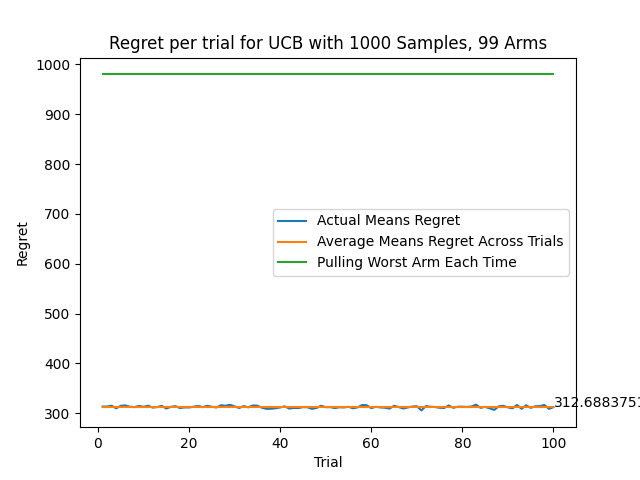 Regret per trial for UCB with 1000 Samples, 99 Arms
1000
900
800
700
600
500
400
300
Regret
Actual Means Regret
Average Means Regret Across Trials
Pulling Worst Arm Each Time
312.6883751
0 20 40 60 80 100
Trial